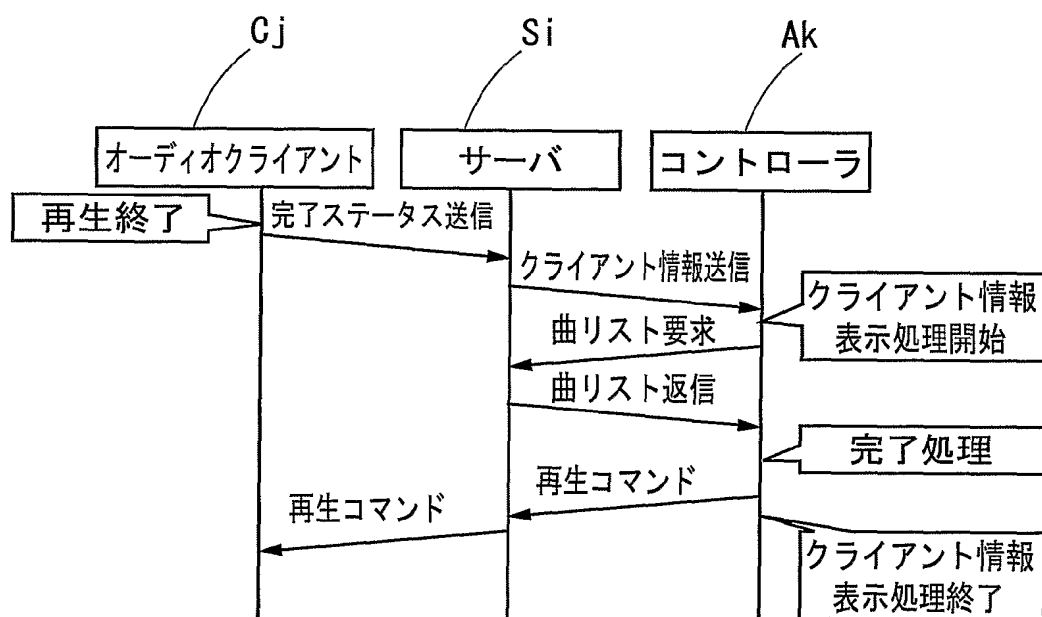 Cj
Si
Ak
オーディオクライアント
サーバ
コントローラ
再生終了
完了ステータス送信
クライアント情報送信
クライアント情報
表示処理開始
曲リスト要求
曲リスト返信
完了処理
再生コマンド
再生コマンド
クライアント情報
表示処理終了